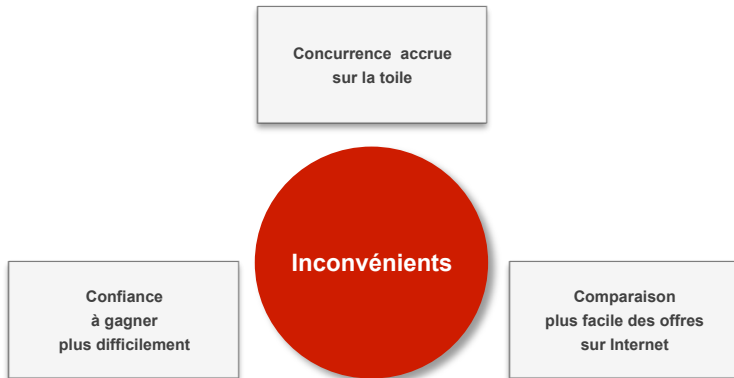 Concurrence accrue
sur la toile
Inconvénients
Confiance
à gagner
plus difficilement
Comparaison
plus facile des offres
sur Internet